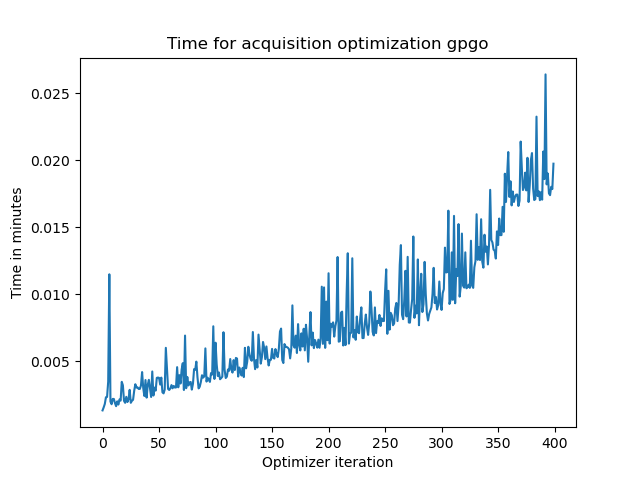 Time for acquisition optimization gpgo
0.025
0.020
0.015
0.010
0.005
Time in minutes
0 50 100 150 200 250 300 350 400
Optimizer iteration